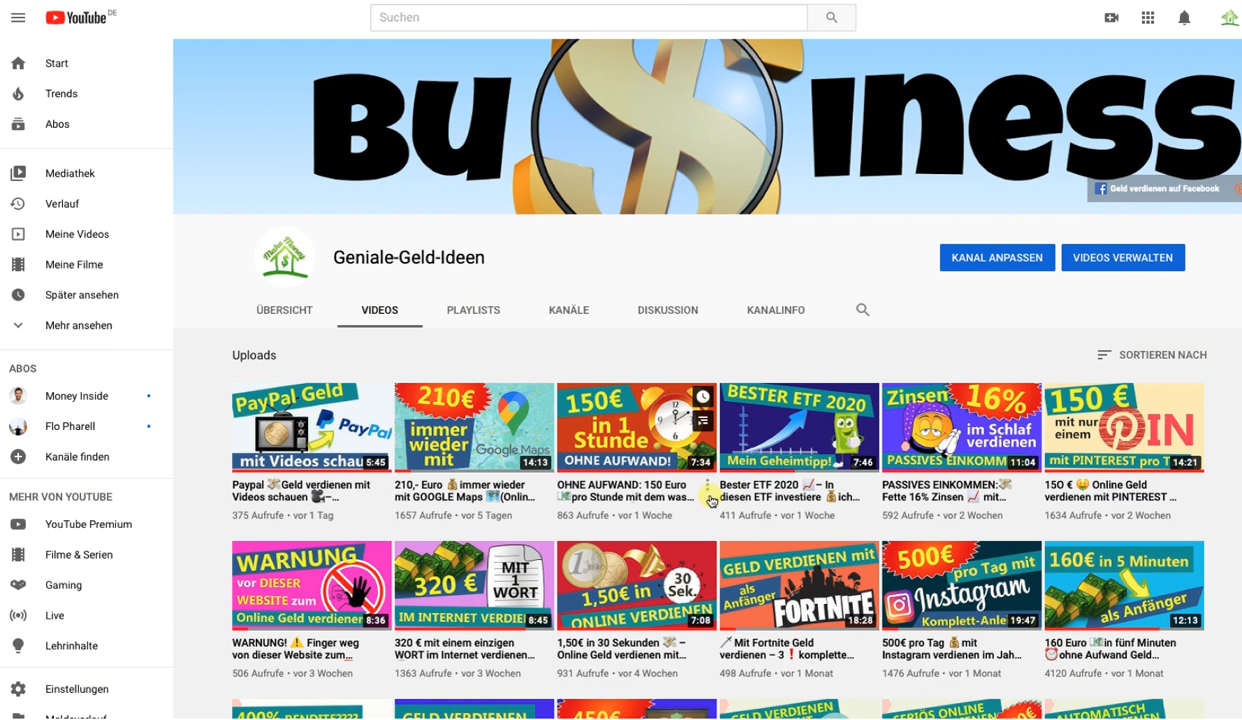 YouTube DE
Suchen
Start
Trends
Abos
Mediathek
Verlauf
Meine Videos
Meine Filme
Später ansehen
Mehr ansehen
ABOS
Money Inside
Flo Pharell
Kanäle finden
MEHR VON YOUTUBE
YouTube Premium
Filme & Serien
Gaming
Live
Lehrinhalte
Einstellungen
Bu$iness
Geld verdienen auf Facebook
Make Money
Geniale-Geld-Ideen
KANAL ANPASSEN
VIDEOS VERWALTEN
ÜBERSICHT
VIDEOS
PLAYLISTS
KANÄLE
DISKUSSION
KANALINFO
Uploads
SORTIEREN NACH
PayPal Geld
PayPal
mit Videos schau
5:45
Paypal 💸Geld verdienen mit
Videos schauen 🎥–...
375 Aufrufe • vor 1 Tag
210€
immer
wieder
mit
Google Maps
14:13
210,- Euro 💰immer wieder
mit GOOGLE Maps 🗺(Onlin...
1657 Aufrufe • vor 5 Tagen
150€
in 1
Stunde
OHNE AUFWAND!
7:34
OHNE AUFWAND: 150 Euro
💶pro Stunde mit dem was...
863 Aufrufe • vor 1 Woche
BESTER ETF 2020
Mein Geheimtipp!
7:46
Bester ETF 2020 📈– In
diesen ETF investiere 💰ich...
411 Aufrufe • vor 1 Woche
Zinsen
16%
im Schlaf
verdienen
PASSIVES EINKOMM
11:04
PASSIVES EINKOMMEN:💸
Fette 16% Zinsen 📈 mit...
592 Aufrufe • vor 2 Wochen
150 €
mit nur
einem
PIN
mit PINTEREST pro T
14:21
150 € 🤑 Online Geld
verdienen mit PINTEREST ...
1634 Aufrufe • vor 2 Wochen
WARNUNG
vor DIESER
WEBSITE zum
Online Geld verdienen
8:36
WARNUNG! ⚠ Finger weg
von dieser Website zum...
506 Aufrufe • vor 3 Wochen
320 €
MIT
1
WORT
IM INTERNET VERDIE
8:45
320 € mit einem einzigen
WORT im Internet verdienen...
1363 Aufrufe • vor 3 Wochen
30
Sek.
1,50€ in
ONLINE VERDIENEN
7:08
1,50€ in 30 Sekunden 💸 –
Online Geld verdienen mit...
931 Aufrufe • vor 4 Wochen
GELD VERDIENEN mit
als
Anfänger
FORTNITE
18:28
🗡Mit Fortnite Geld
verdienen – 3❗komplette...
498 Aufrufe • vor 1 Monat
500€
pro Tag mit
Instagram
Komplett-Anle
19:47
500€ pro Tag 💰mit
Instagram verdienen im Jah...
1476 Aufrufe • vor 1 Monat
160€ in 5 Minuten
als Anfänger
12:13
160 Euro 💶in fünf Minuten
⏰ohne Aufwand Geld...
4120 Aufrufe • vor 1 Monat